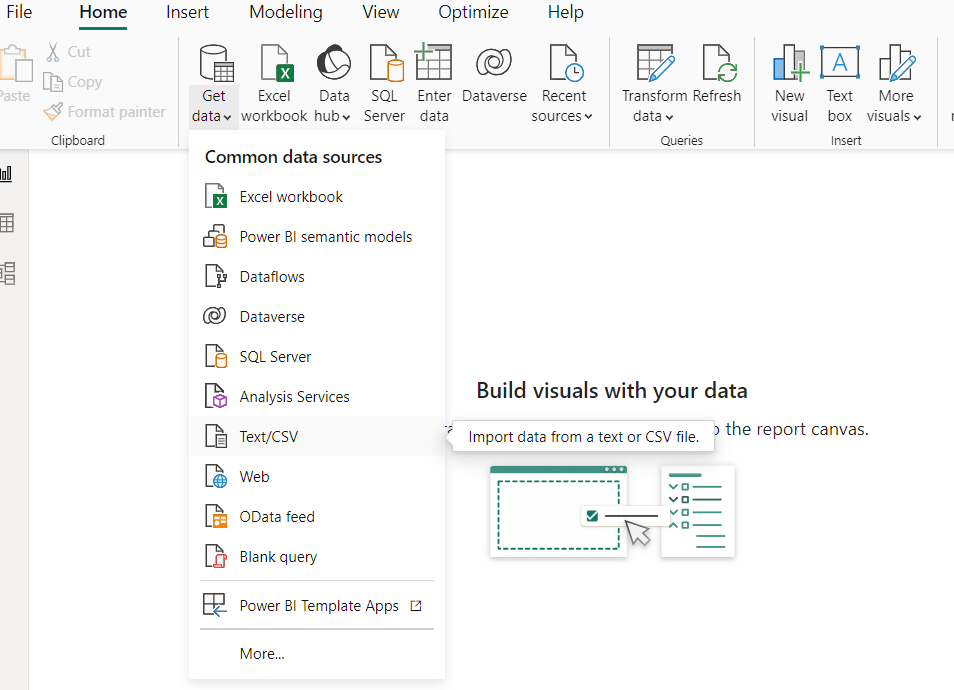 File Home Insert Modeling View Optimize Help
Paste
Cut
Copy
Format painter
Clipboard
Get data
Excel workbook
Data hub
SQL Server
Enter data
Dataverse
Recent sources
Transform data
Refresh
Queries
New visual
Text box
A
More visuals
Insert
Common data sources
Excel workbook
Power BI semantic models
Dataflows
Dataverse
SQL Server
Analysis Services
Text/CSV
Web
OData feed
Blank query
Power BI Template Apps
More...
Import data from a text or CSV file.
Build visuals with your data
the report canvas.